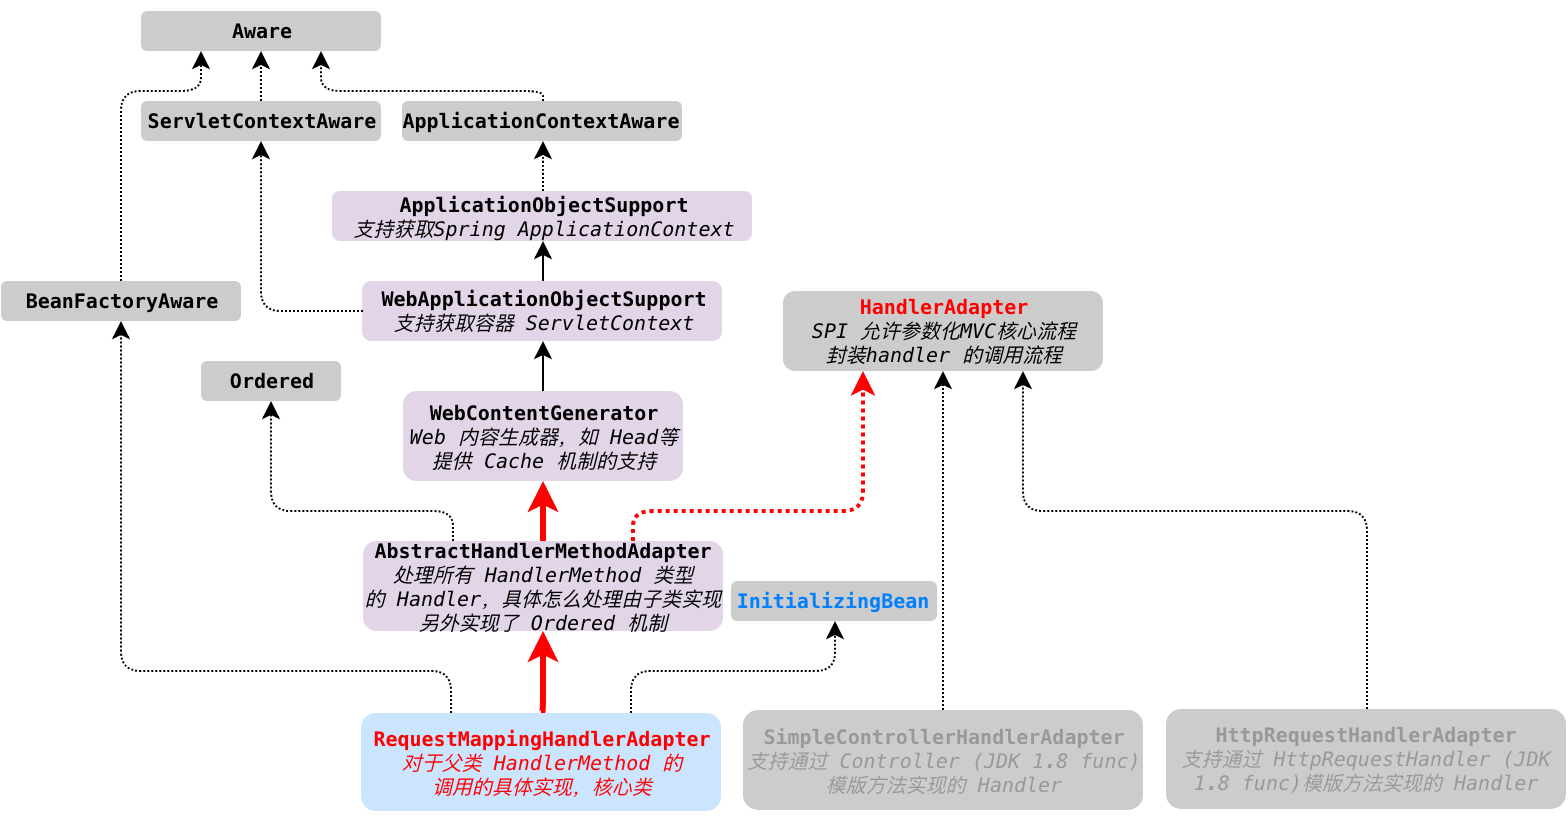 Aware
ServletContextAware
ApplicationContextAware
ApplicationObjectSupport
支持获取Spring ApplicationContext
BeanFactoryAware
WebApplicationObjectSupport
支持获取容器 ServletContext
HandlerAdapter
SPI 允许参数化MVC核心流程
封装handler 的调用流程
Ordered
WebContentGenerator
Web 内容生成器，如 Head等
提供 Cache 机制的支持
AbstractHandlerMethodAdapter
处理所有 HandlerMethod 类型
的 Handler，具体怎么处理由子类实现
另外实现了 Ordered 机制
InitializingBean
RequestMappingHandlerAdapter
对于父类 HandlerMethod 的
调用的具体实现，核心类
SimpleControllerHandlerAdapter
支持通过 Controller (JDK 1.8 func)
模版方法实现的 Handler
HttpRequestHandlerAdapter
支持通过 HttpRequestHandler (JDK
1.8 func)模版方法实现的 Handler